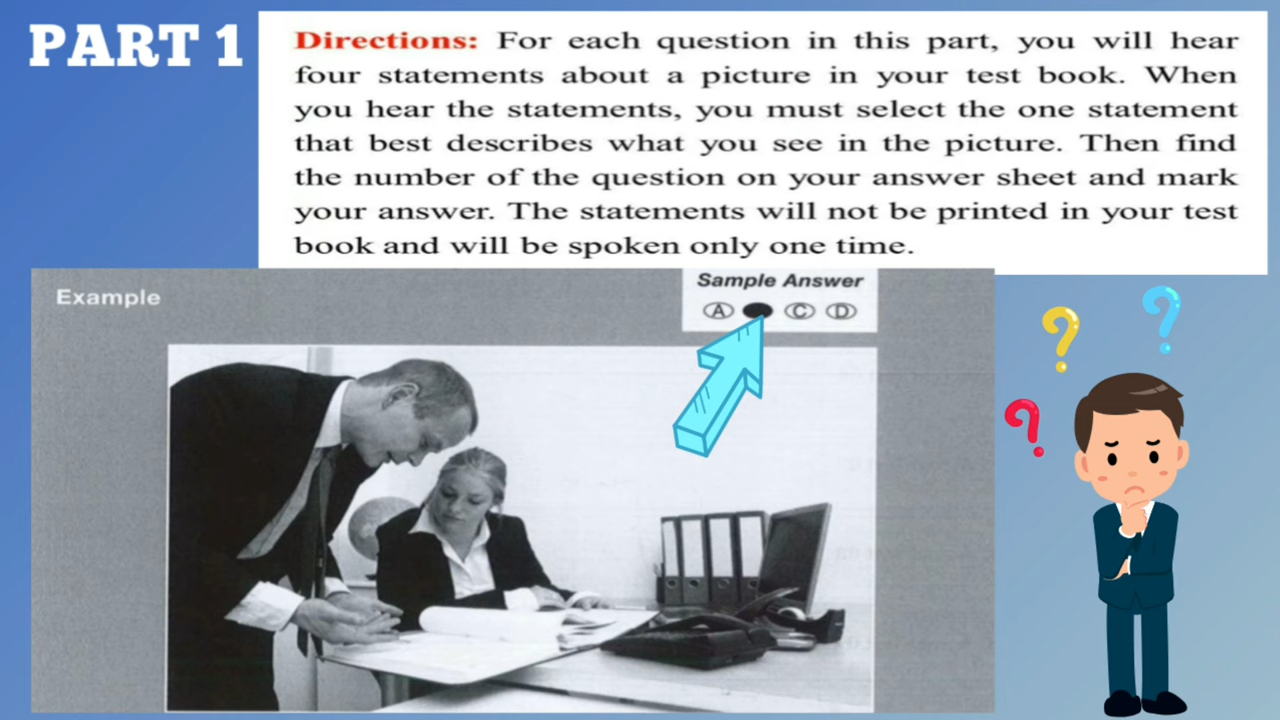 PART 1
Directions: For each question in this part, you will hear
four statements about a picture in your test book. When
you hear the statements, you must select the one statement
that best describes what you see in the picture. Then find
the number of the question on your answer sheet and mark
your answer. The statements will not be printed in your test
book and will be spoken only one time.
Example
Sample Answer
A C D